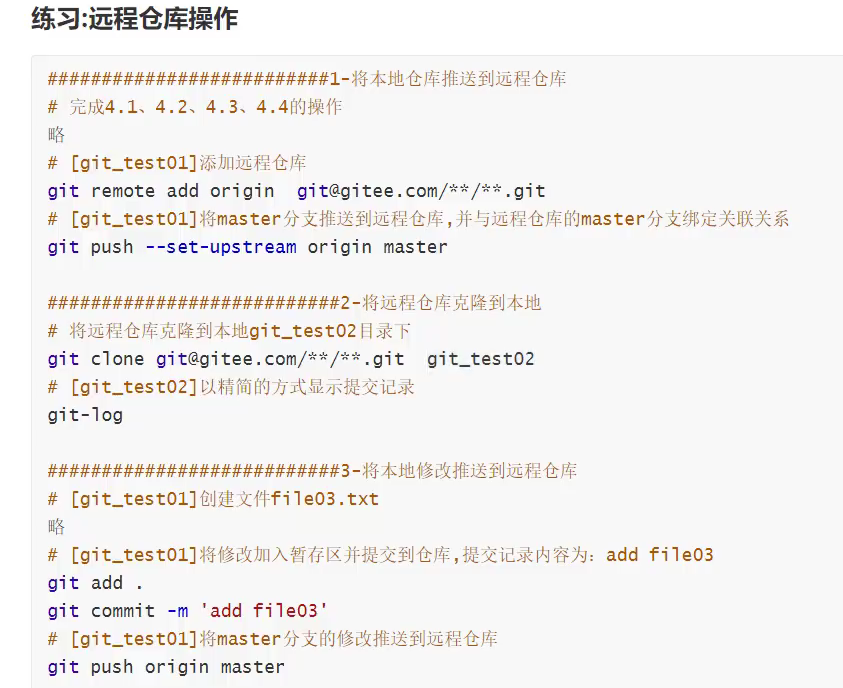 练习:远程仓库操作
##########################1-将本地仓库推送到远程仓库
# 完成4.1、4.2、4.3、4.4的操作
略
# [git_test01]添加远程仓库
git remote add origin  git@gitee.com/**/**.git
# [git_test01]将master分支推送到远程仓库,并与远程仓库的master分支绑定关联关系
git push --set-upstream origin master
###########################2-将远程仓库克隆到本地
# 将远程仓库克隆到本地git_test02目录下
git clone git@gitee.com/**/**.git  git_test02
# [git_test02]以精简的方式显示提交记录
git-log
###########################3-将本地修改推送到远程仓库
# [git_test01]创建文件file03.txt
略
# [git_test01]将修改加入暂存区并提交到仓库,提交记录内容为：add file03
git add .
git commit -m 'add file03'
# [git_test01]将master分支的修改推送到远程仓库
git push origin master